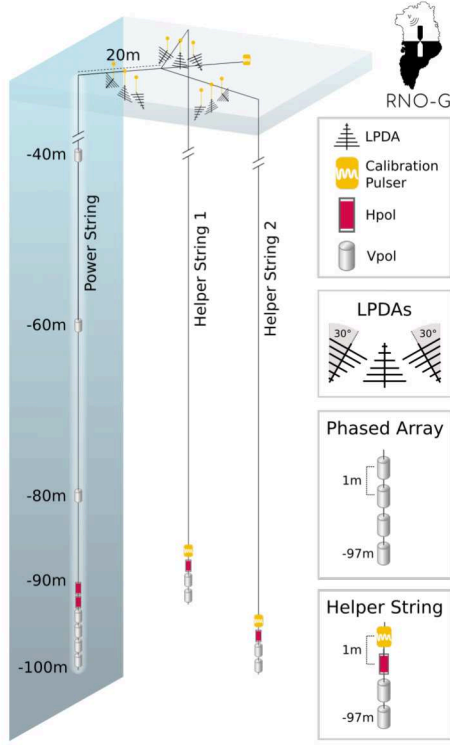 20m
RNO-G
-40m
-60m
-80m
-90m
-100m
Power String
Helper String 1
Helper String 2
LPDA
Calibration
Pulser
Hpol
Vpol
LPDAs
30°
30°
Phased Array
1m
-97m
Helper String
1m
-97m